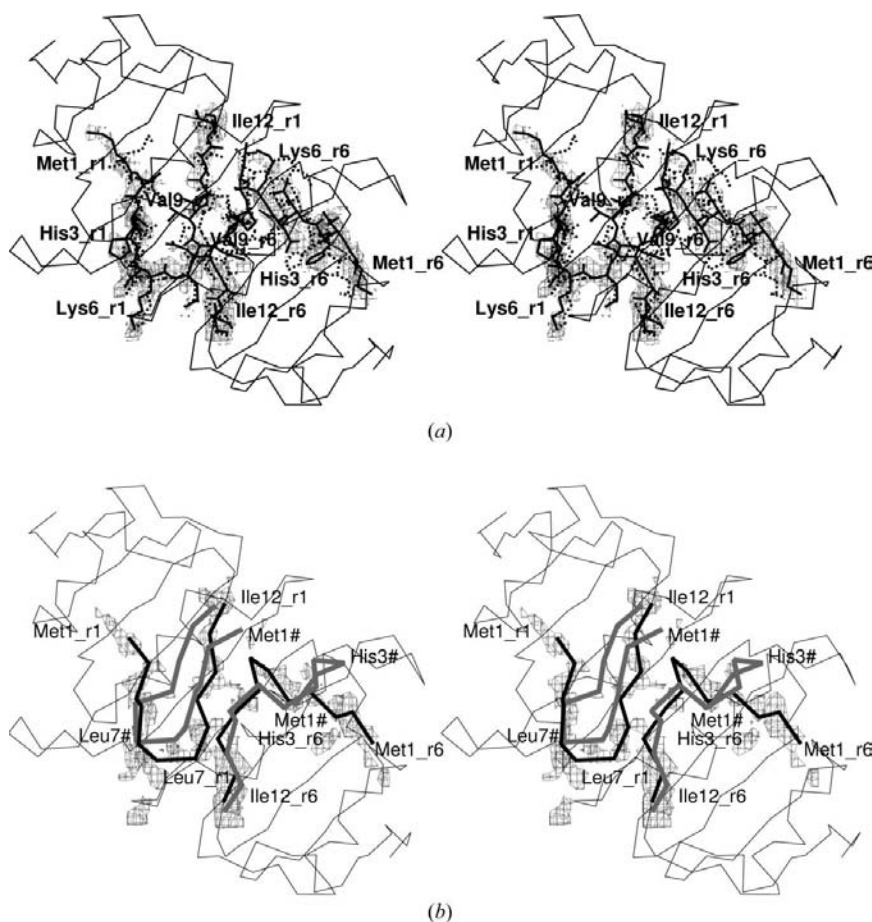 Ile12_r1
Met1_r1
Lys6_r6
His3_r1
Val9_r6
Met1_r6
His3_r6
Lys6_r1
Ile12_r6
Ile12_r1
Met1_r1
Lys6_r6
His3_r1
Val9_r6
Met1_r6
His3_r6
Lys6_r1
Ile12_r6
(a)
Ile12_r1
Met1_r1
Met1#
His3#
Met1#
Leu7#
His3_r6
Met1_r6
Leu7_r1
Ile12_r6
Ile12_r1
Met1_r1
Met1#
His3#
Met1#
Leu7#
His3_r6
Met1_r6
Leu7_r1
Ile12_r6
(b)